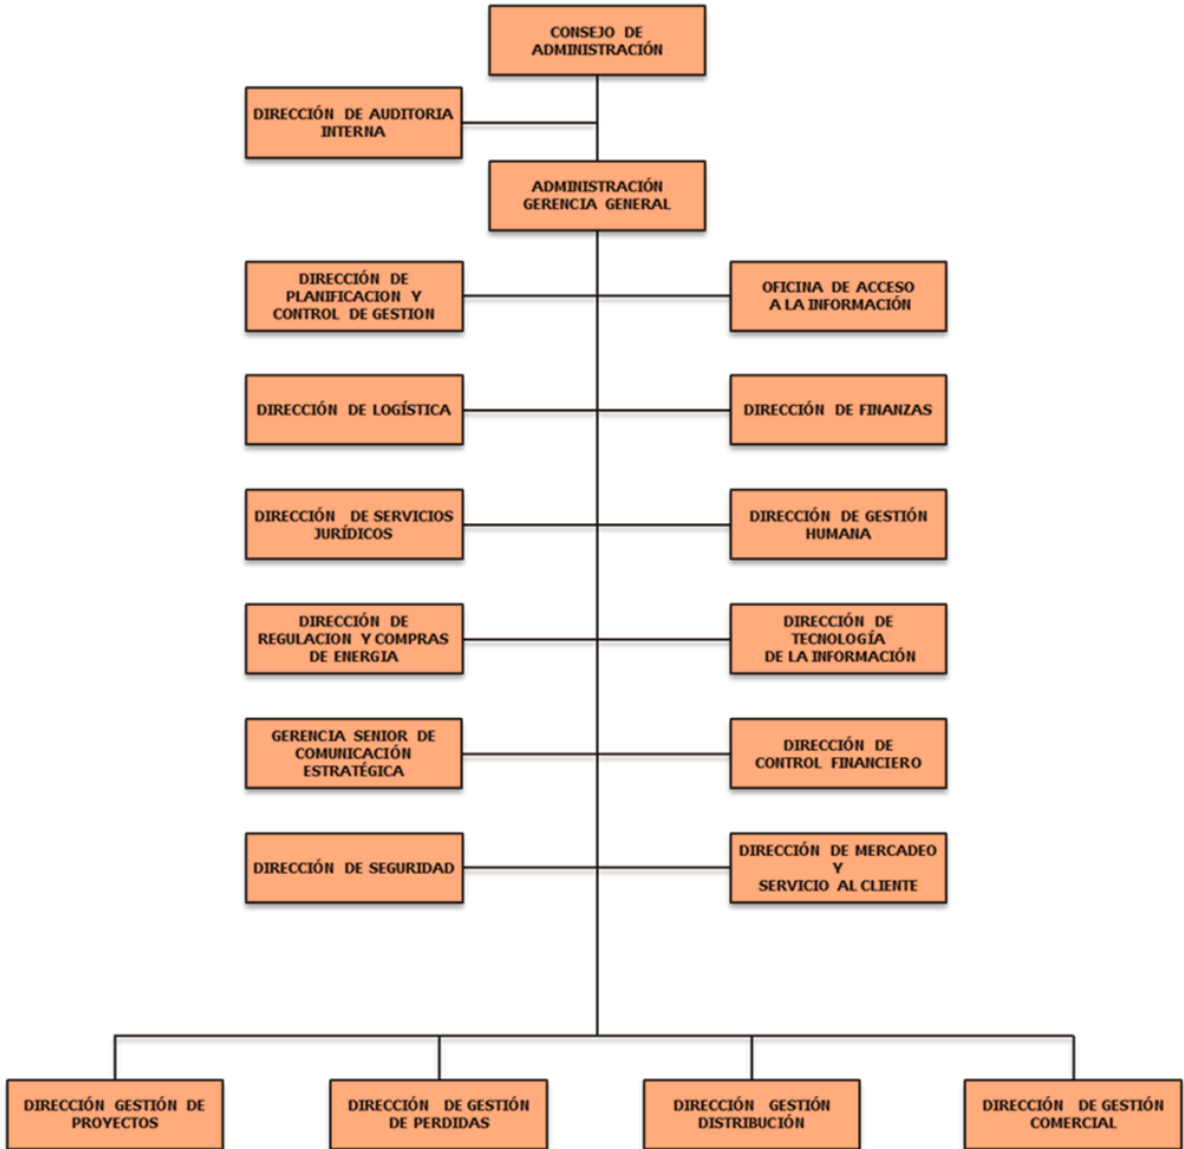 CONSEJO DE
ADMINISTRACIÓN
DIRECCIÓN DE AUDITORIA
INTERNA
ADMINISTRACIÓN
GERENCIA GENERAL
DIRECCIÓN DE
PLANIFICACION Y
CONTROL DE GESTION
OFICINA DE ACCESO
A LA INFORMACIÓN
DIRECCIÓN DE LOGÍSTICA
DIRECCIÓN DE FINANZAS
DIRECCIÓN DE SERVICIOS
JURÍDICOS
DIRECCIÓN DE GESTIÓN
HUMANA
DIRECCIÓN DE
REGULACION Y COMPRAS
DE ENERGIA
DIRECCIÓN DE
TECNOLOGÍA
DE LA INFORMACIÓN
GERENCIA SENIOR DE
COMUNICACIÓN
ESTRATÉGICA
DIRECCIÓN DE
CONTROL FINANCIERO
DIRECCIÓN DE SEGURIDAD
DIRECCIÓN DE MERCADEO
Y
SERVICIO AL CLIENTE
DIRECCIÓN GESTIÓN DE
PROYECTOS
DIRECCIÓN DE GESTIÓN
DE PERDIDAS
DIRECCIÓN GESTIÓN
DISTRIBUCIÓN
DIRECCIÓN DE GESTIÓN
COMERCIAL